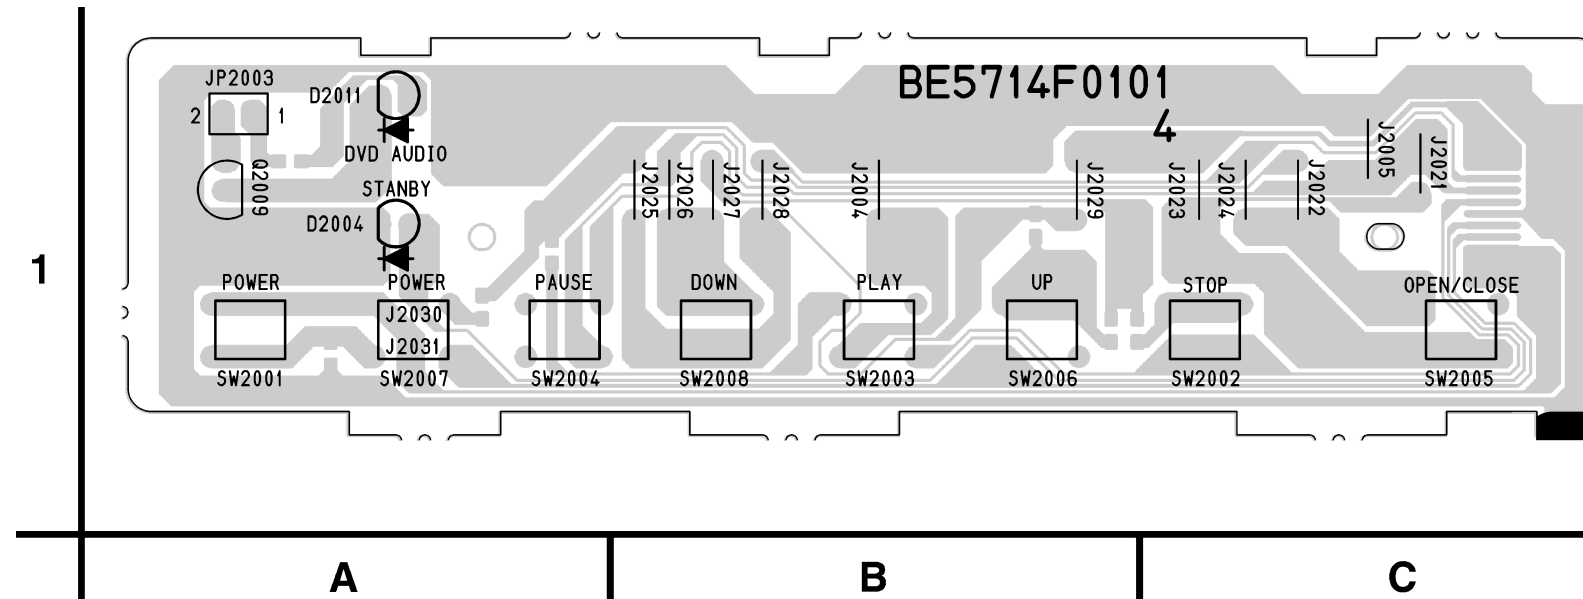 BE5714F0101
4
JP2003
2 1
D2011
DVD AUDIO
Q2009
STANBY
D2004
J2025
J2026
J2027
J2028
J2004
J2029
J2023
J2024
J2022
J2005
J2021
POWER
POWER
PAUSE
DOWN
PLAY
UP
STOP
OPEN/CLOSE
J2030
J2031
SW2001
SW2007
SW2004
SW2008
SW2003
SW2006
SW2002
SW2005
1
A
B
C